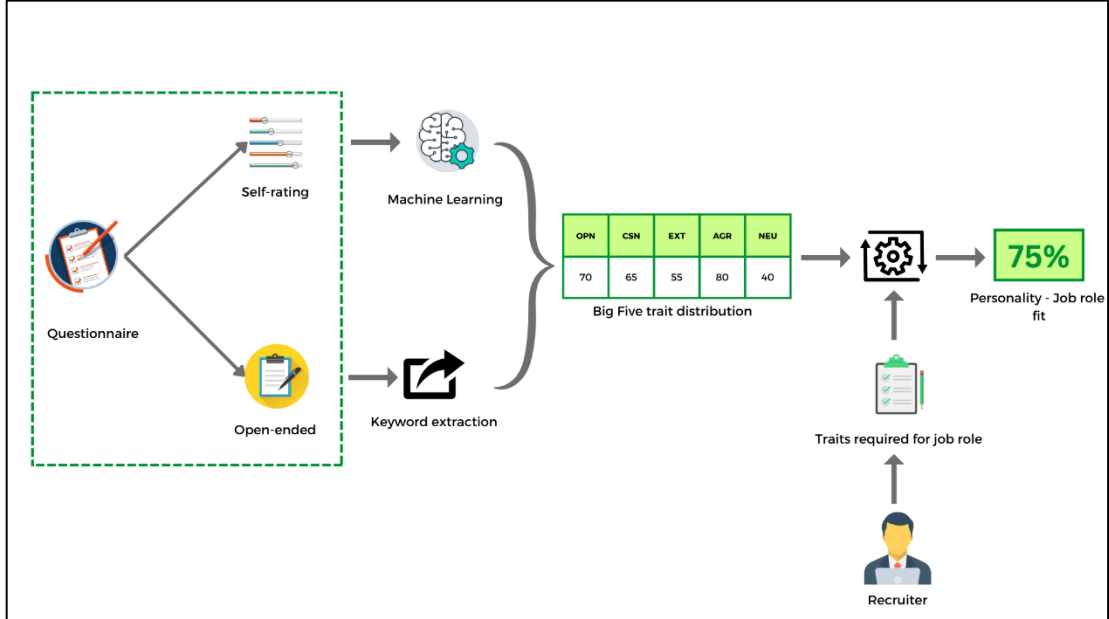 Self-rating
Machine Learning
Questionnaire
Open-ended
Keyword extraction
OPN CSN EXT AGR NEU
70 65 55 80 40
Big Five trait distribution
75%
Personality - Job role
fit
Traits required for job role
Recruiter